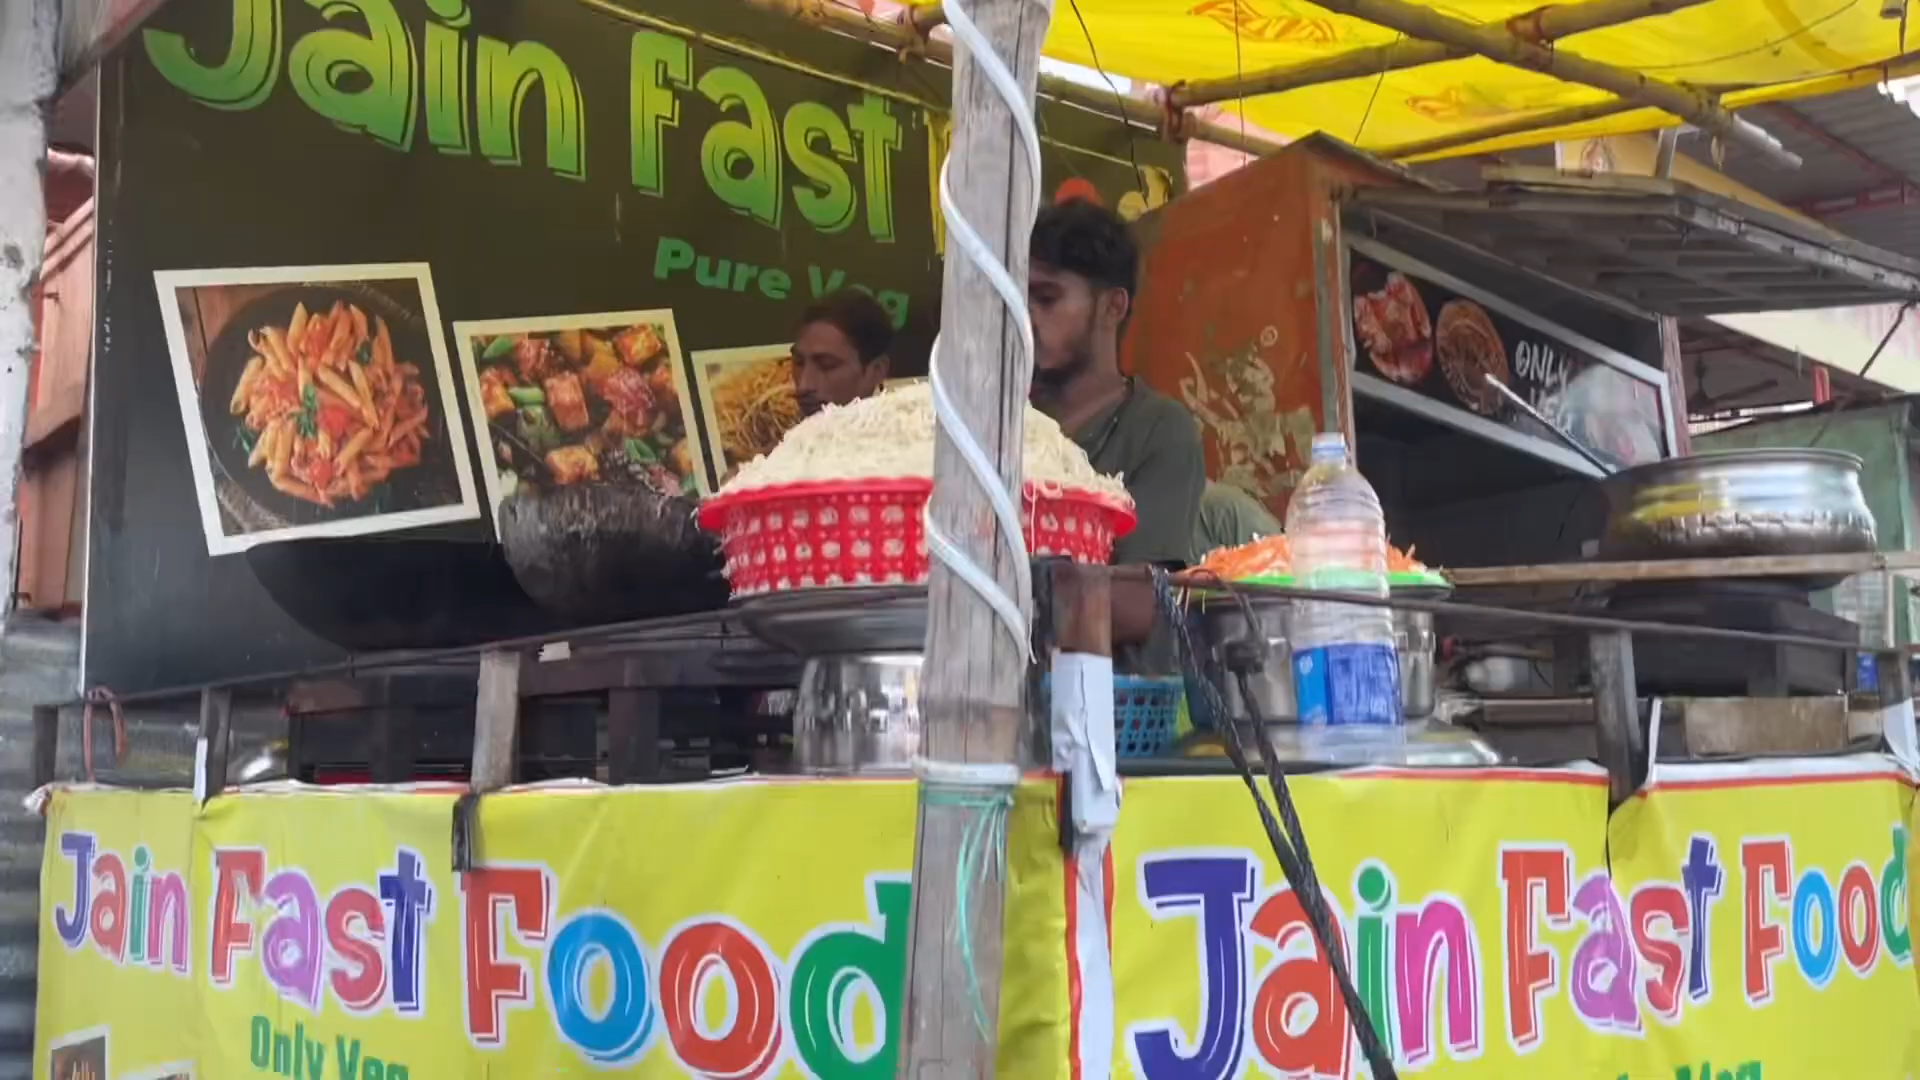 Jain Fast
Pure Veg
ONLY
Jain Fast Food
Only Veg
Jain Fast Food
Veg